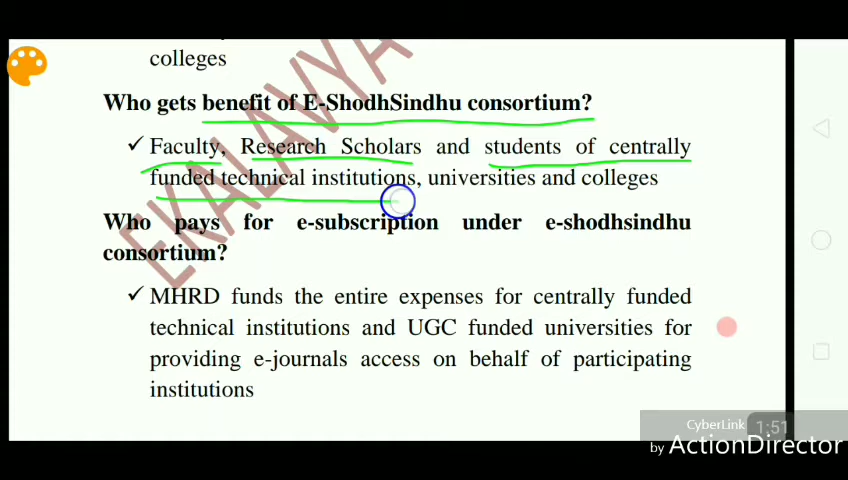 colleges
Who gets benefit of E-ShodhSindhu consortium?
✓ Faculty, Research Scholars and students of centrally
funded technical institutions, universities and colleges
Who pays for e-subscription under e-shodhsindhu
consortium?
✓ MHRD funds the entire expenses for centrally funded
technical institutions and UGC funded universities for
providing e-journals access on behalf of participating
institutions
EKALAVYA
CyberLink
1:51
by ActionDirector